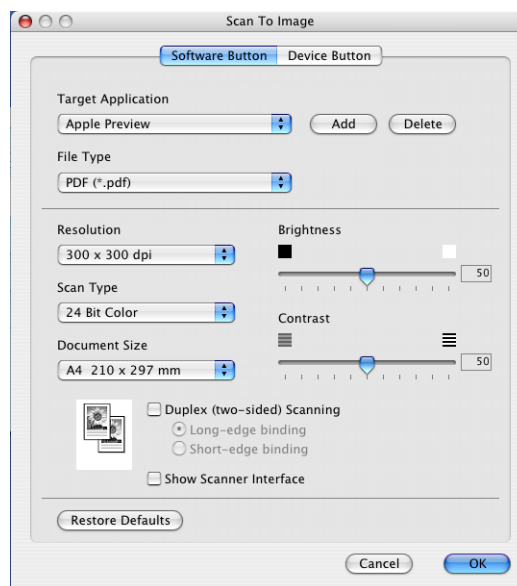 Scan To Image
Software Button Device Button
Target Application
Apple Preview Add Delete
File Type
PDF (*.pdf)
Resolution Brightness
300 x 300 dpi
50
Scan Type
24 Bit Color
Contrast
Document Size
A4 210 x 297 mm 50
Duplex (two-sided) Scanning
Long-edge binding
Short-edge binding
Show Scanner Interface
Restore Defaults
Cancel OK